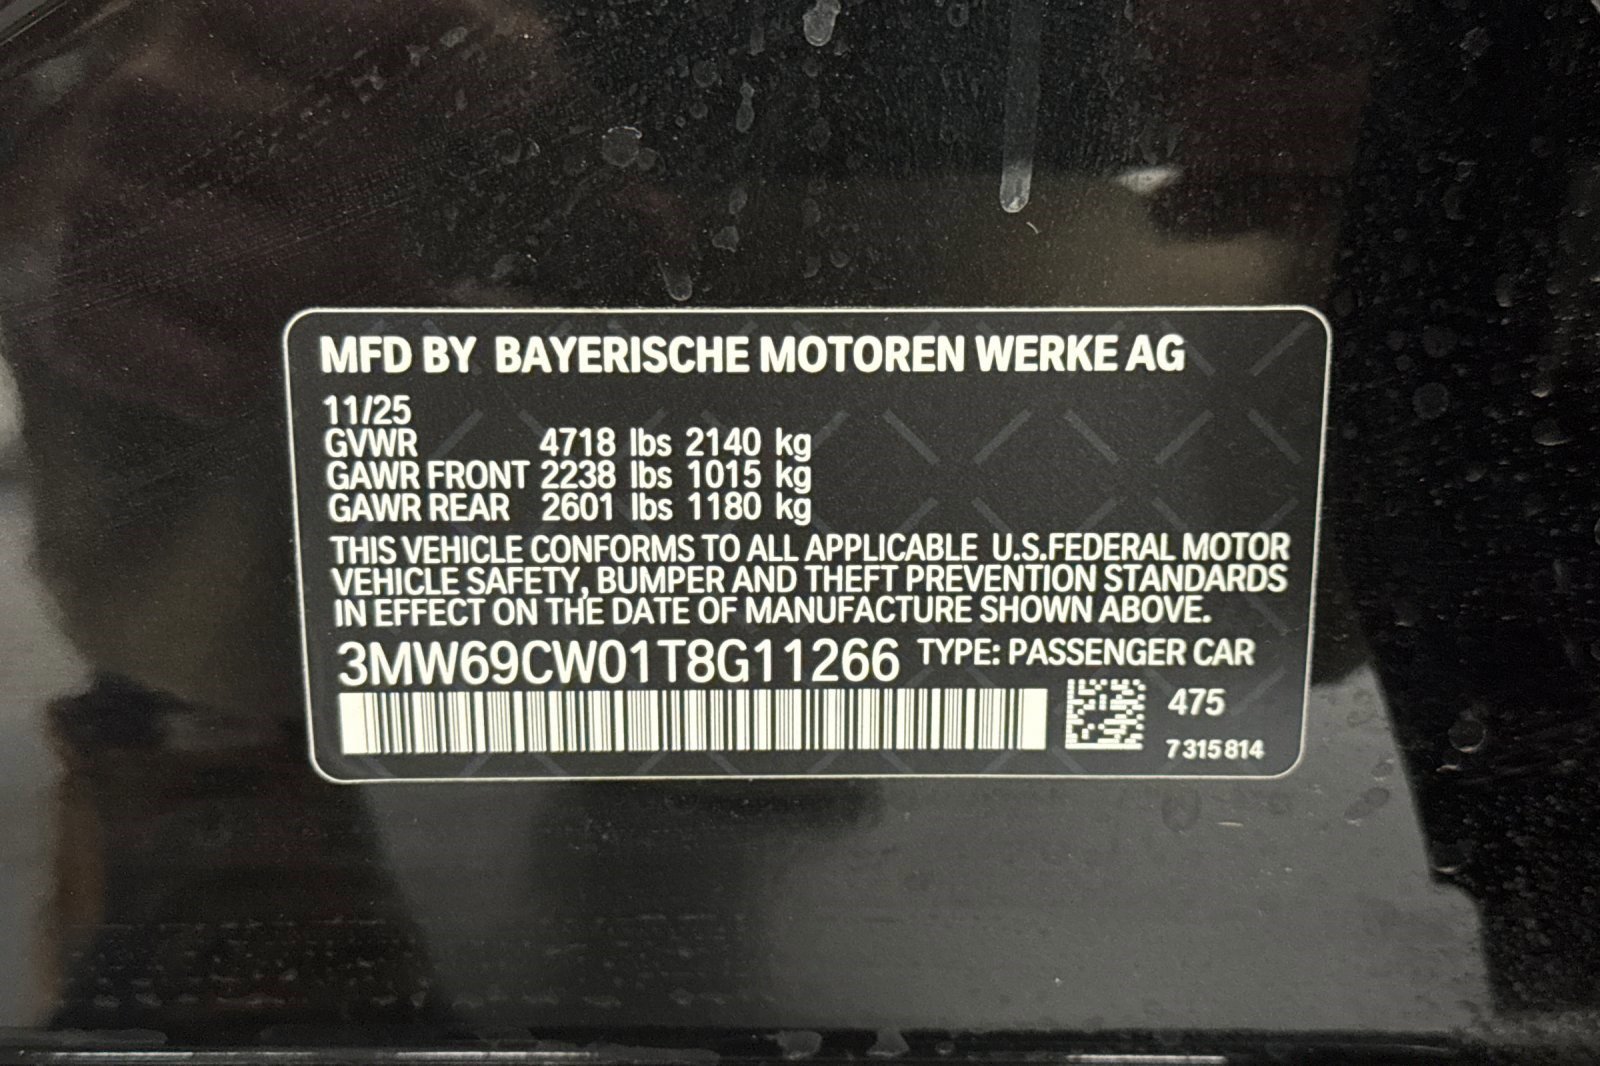 MFD BY BAYERISCHE MOTOREN WERKE AG
11/25
GVWR 4718 lbs 2140 kg
GAWR FRONT 2238 lbs 1015 kg
GAWR REAR 2601 lbs 1180 kg
THIS VEHICLE CONFORMS TO ALL APPLICABLE U.S.FEDERAL MOTOR
VEHICLE SAFETY, BUMPER AND THEFT PREVENTION STANDARDS
IN EFFECT ON THE DATE OF MANUFACTURE SHOWN ABOVE.
3MW69CW01T8G11266 TYPE: PASSENGER CAR
475
7 315 814